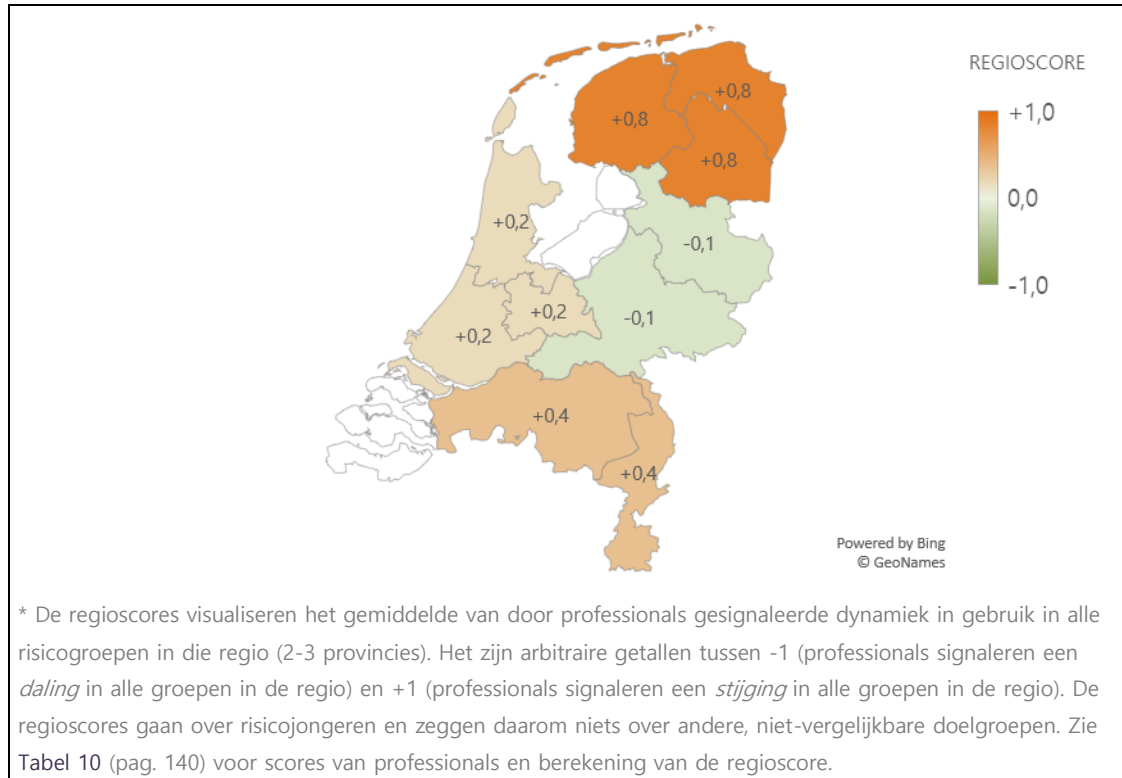 REGIOSCORE
+1,0
0,0
-1,0
+0,8
+0,8
+0,8
-0,1
+0,2
+0,2
-0,1
+0,2
+0,4
+0,4
Powered by Bing
© GeoNames
* De regioscores visualiseren het gemiddelde van door professionals gesignaleerde dynamiek in gebruik in alle
risicogroepen in die regio (2-3 provincies). Het zijn arbitraire getallen tussen -1 (professionals signaleren een
daling in alle groepen in de regio) en +1 (professionals signaleren een stijging in alle groepen in de regio). De
regioscores gaan over risicojongeren en zeggen daarom niets over andere, niet-vergelijkbare doelgroepen. Zie
Tabel 10 (pag. 140) voor scores van professionals en berekening van de regioscore.